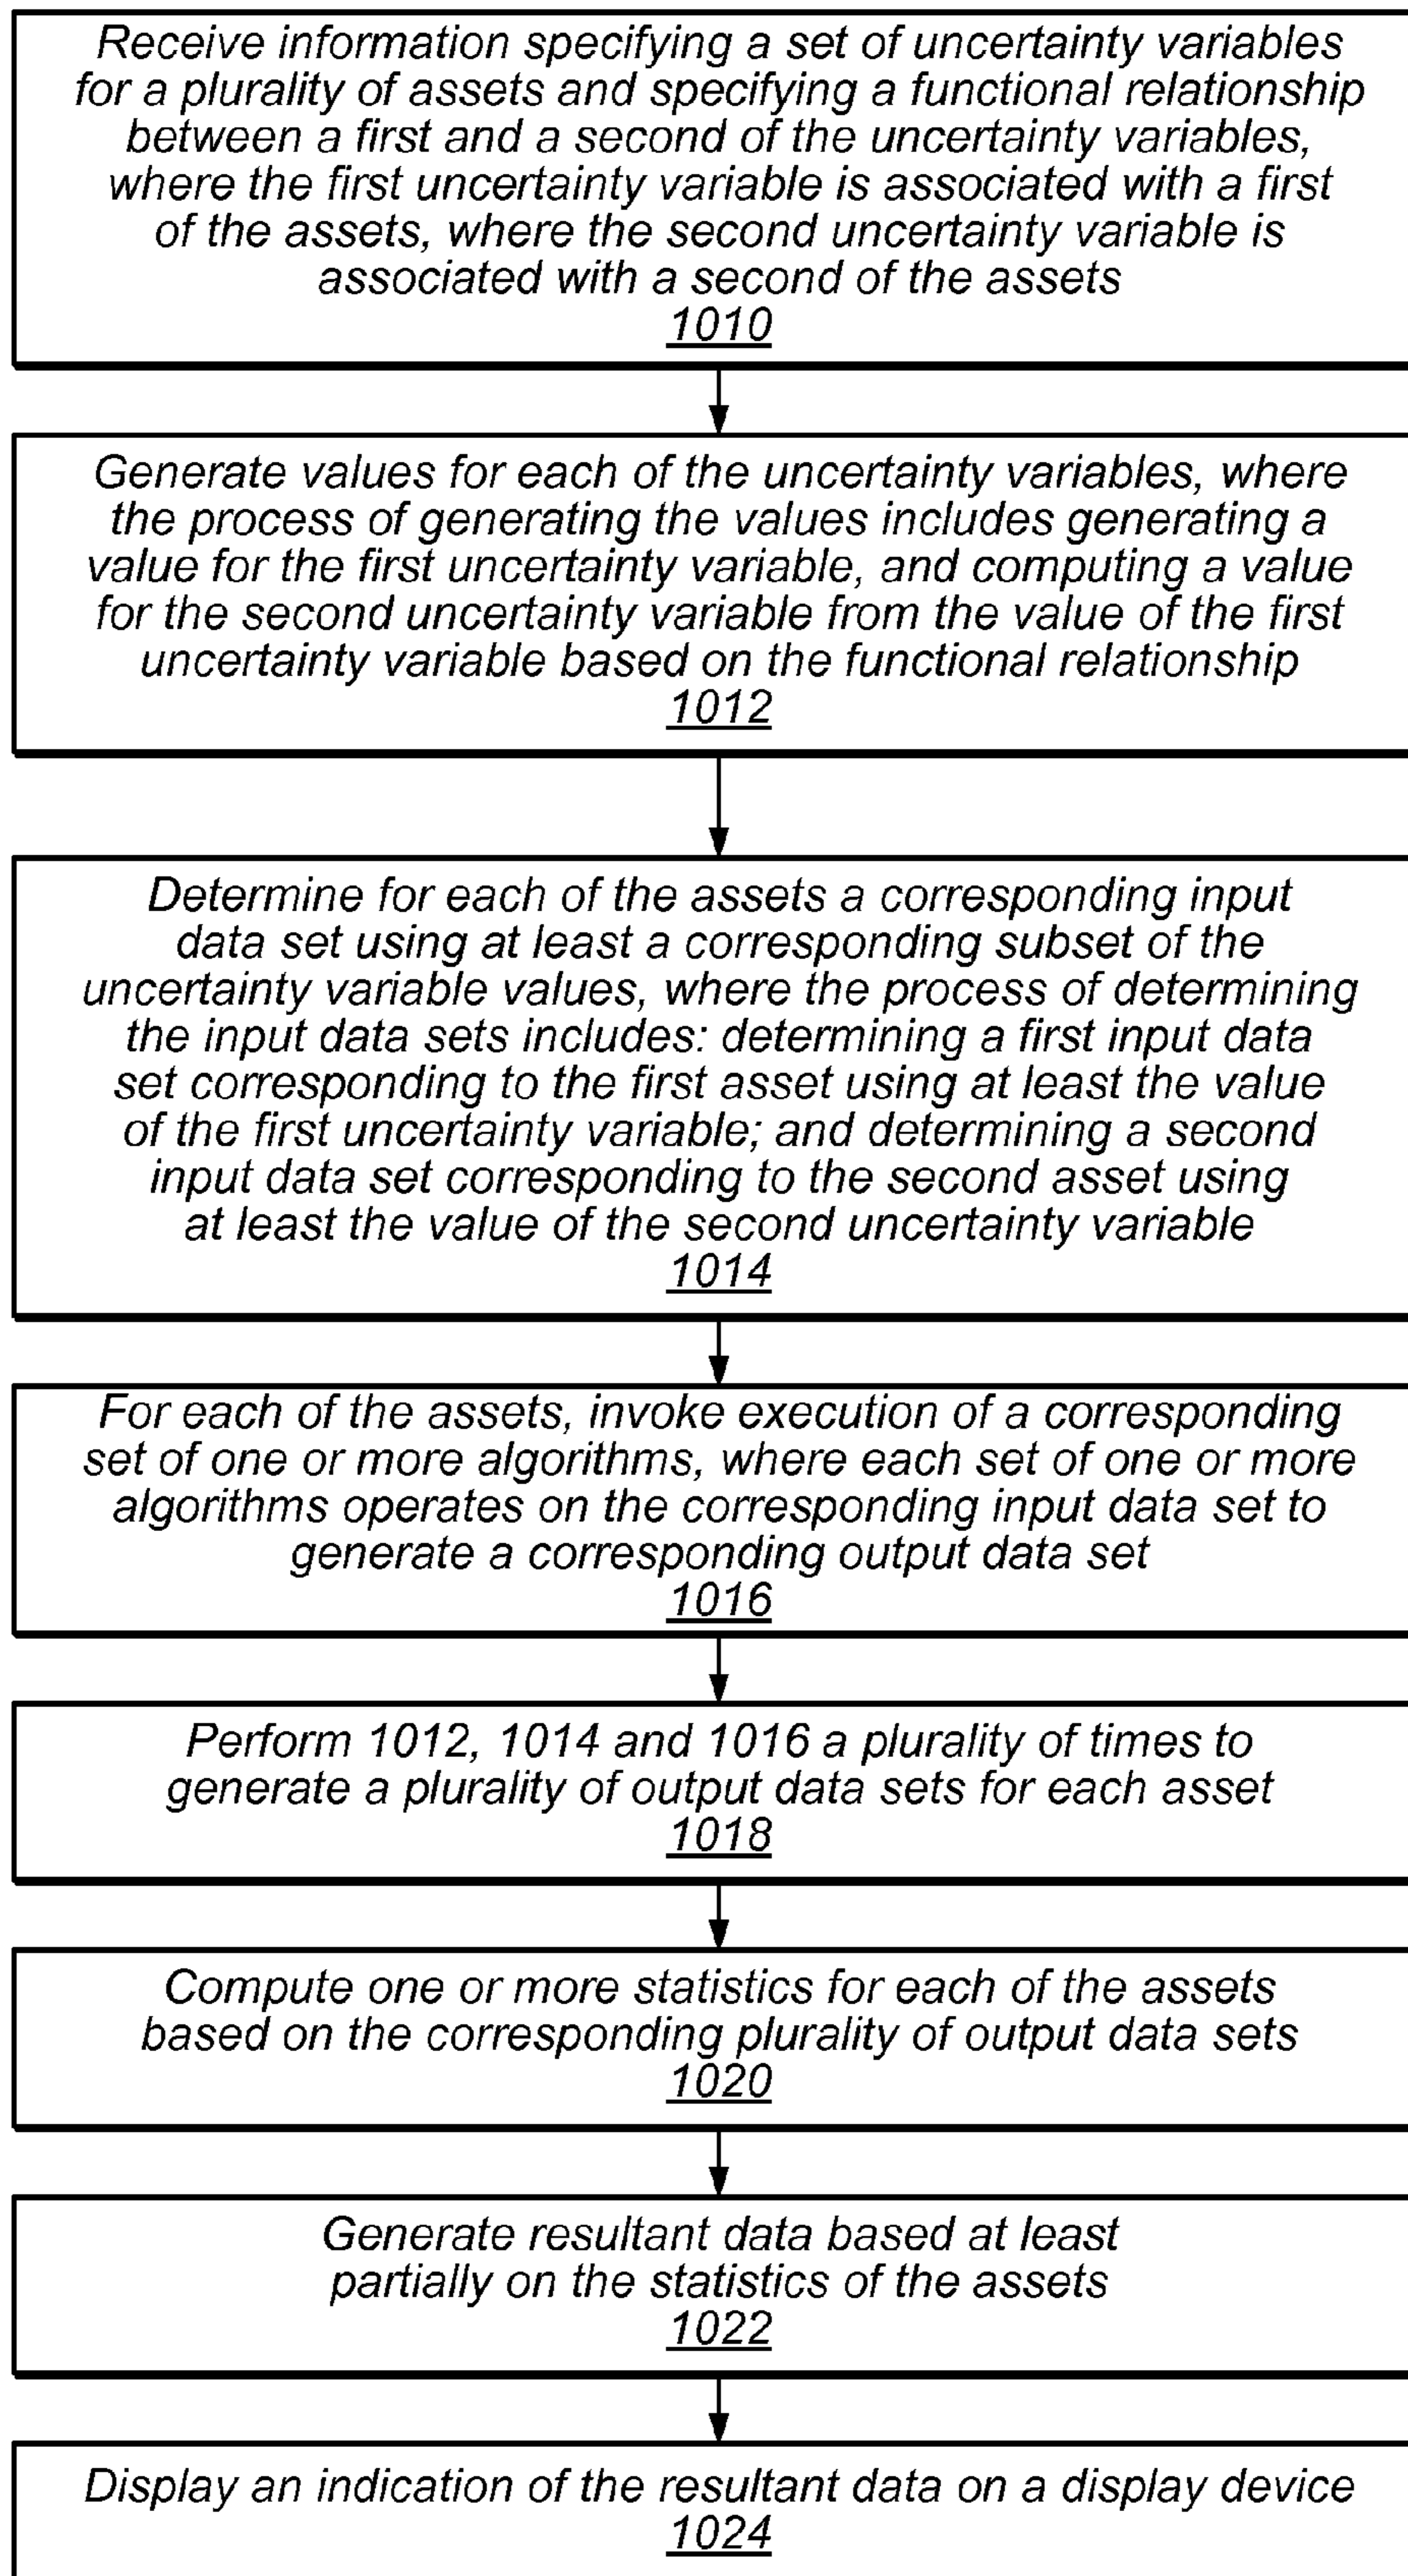 Receive information specifying a set of uncertainty variables
for a plurality of assets and specifying a functional relationship
between a first and a second of the uncertainty variables,
where the first uncertainty variable is associated with a first
of the assets, where the second uncertainty variable is
associated with a second of the assets
1010
Generate values for each of the uncertainty variables, where
the process of generating the values includes generating a
value for the first uncertainty variable, and computing a value
for the second uncertainty variable from the value of the first
uncertainty variable based on the functional relationship
1012
Determine for each of the assets a corresponding input
data set using at least a corresponding subset of the
uncertainty variable values, where the process of determining
the input data sets includes: determining a first input data
set corresponding to the first asset using at least the value
of the first uncertainty variable; and determining a second
input data set corresponding to the second asset using
at least the value of the second uncertainty variable
1014
For each of the assets, invoke execution of a corresponding
set of one or more algorithms, where each set of one or more
algorithms operates on the corresponding input data set to
generate a corresponding output data set
1016
Perform 1012, 1014 and 1016 a plurality of times to
generate a plurality of output data sets for each asset
1018
Compute one or more statistics for each of the assets
based on the corresponding plurality of output data sets
1020
Generate resultant data based at least
partially on the statistics of the assets
1022
Display an indication of the resultant data on a display device
1024